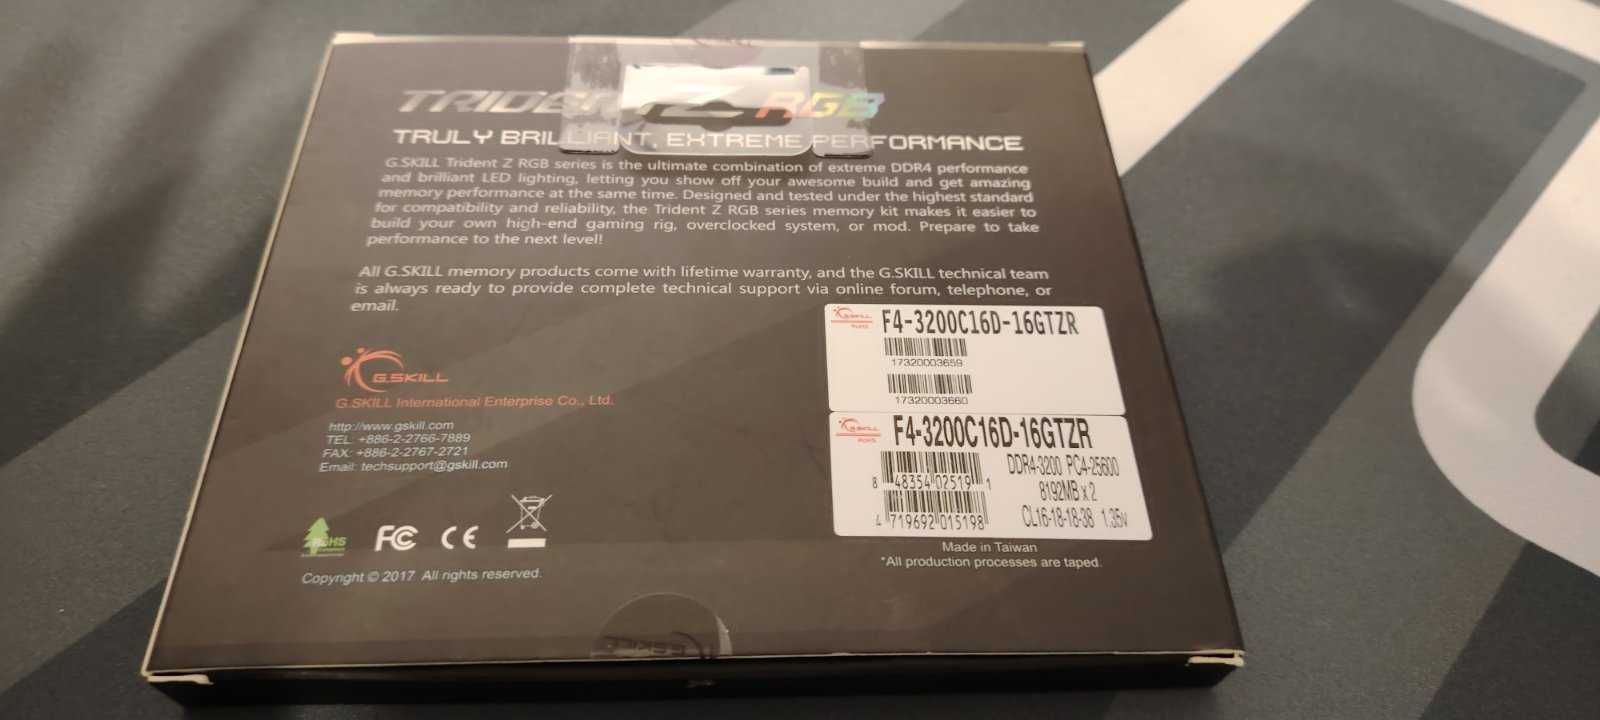 TRIDENT Z RGB
TRULY BRILLIANT, EXTREME PERFORMANCE
G.SKILL Trident Z RGB series is the ultimate combination of extreme DDR4 performance
and brilliant LED lighting, letting you show off your awesome build and get amazing
memory performance at the same time. Designed and tested under the highest standard
for compatibility and reliability, the Trident Z RGB series memory kit makes it easier to
build your own high-end gaming rig, overclocked system, or mod. Prepare to take
performance to the next level!
All G.SKILL memory products come with lifetime warranty, and the G.SKILL technical team
is always ready to provide complete technical support via online forum, telephone, or
email.
G.SKILL
F4-3200C16D-16GTZR
RoHS
17320003659
17320003660
G.SKILL
G.SKILL International Enterprise Co., Ltd.
http://www.gskill.com
TEL: +886-2-2766-7889
FAX: +886-2-2767-2721
Email: techsupport@gskill.com
G.SKILL
F4-3200C16D-16GTZR
RoHS
DDR4-3200 PC4-25600
8 48354 02519 1
8192MB x 2
4 719692 015198
CL16-18-18-38 1.35v
RoHS
FC CE
Made in Taiwan
*All production processes are taped.
Copyright © 2017 All rights reserved.
G.SKILL